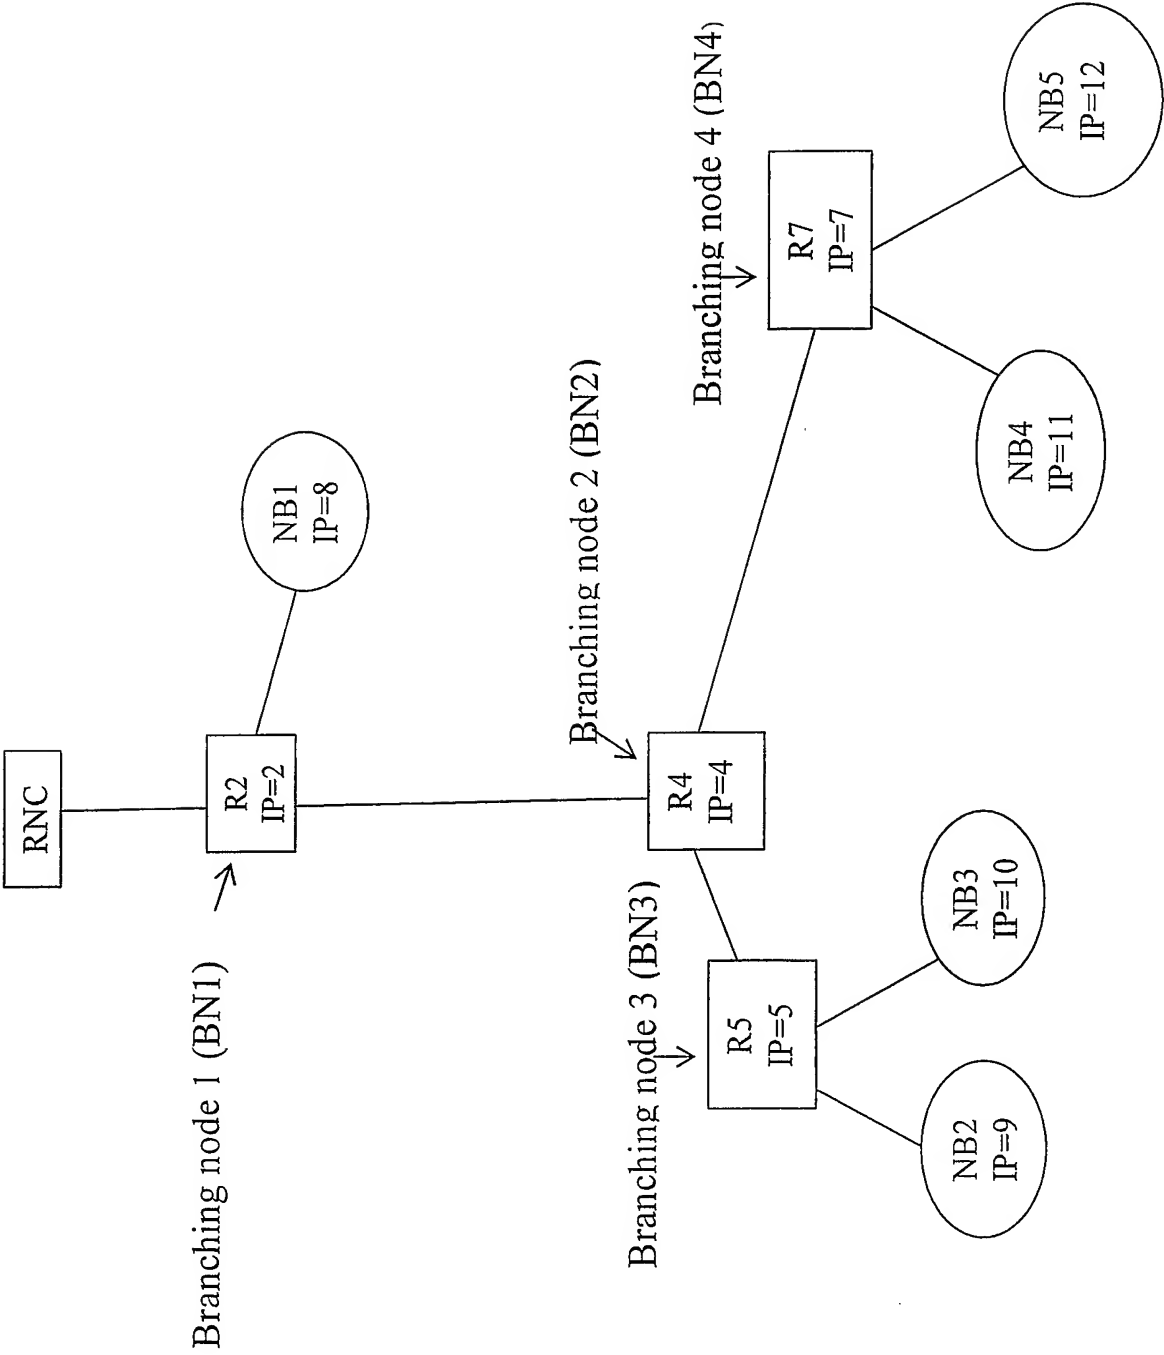 RNC
Branching node 1 (BN1)
R2
IP=2
NB1
IP=8
Branching node 2 (BN2)
R4
IP=4
Branching node 3 (BN3)
R5
IP=5
Branching node 4 (BN4)
R7
IP=7
NB2
IP=9
NB3
IP=10
NB4
IP=11
NB5
IP=12